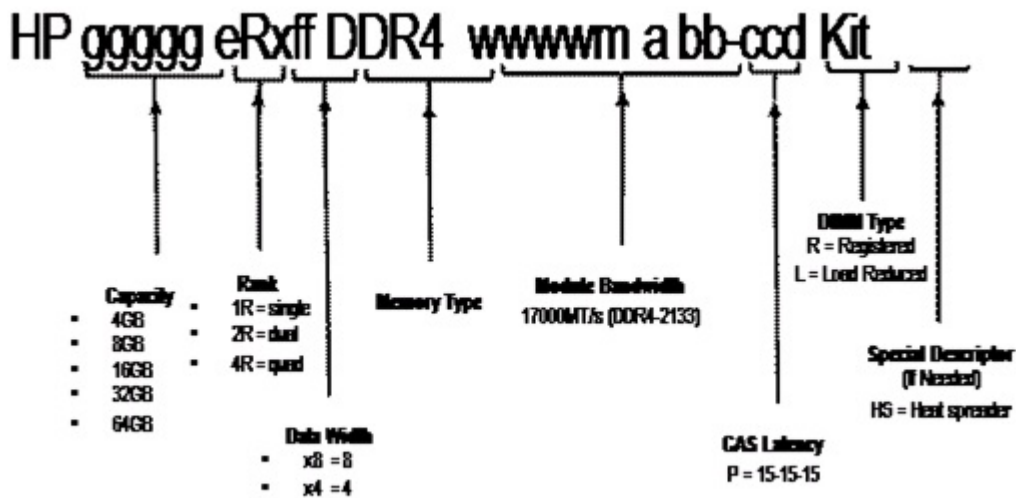 HP ggggg eRxff DDR4 wwwwm a bb-ccd Kit
Capacity
4GB
8GB
16GB
32GB
64GB
Rank
1R = single
2R = dual
4R = quad
Data Width
x8 = 8
x4 = 4
Memory Type
Module Bandwidth
17000MT/s (DDR4-2133)
CAS Latency
P = 15-15-15
DIMM Type
R = Registered
L = Load Reduced
Special Descriptor
(If Needed)
HS = Heat spreader